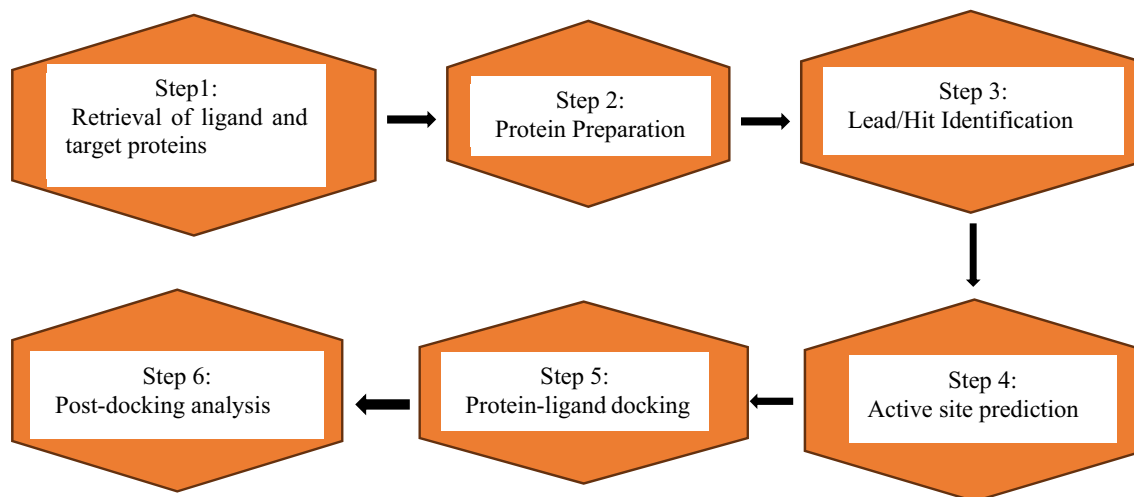 Step1:
Retrieval of ligand and
target proteins
Step 2:
Protein Preparation
Step 3:
Lead/Hit Identification
Step 4:
Active site prediction
Step 5:
Protein-ligand docking
Step 6:
Post-docking analysis